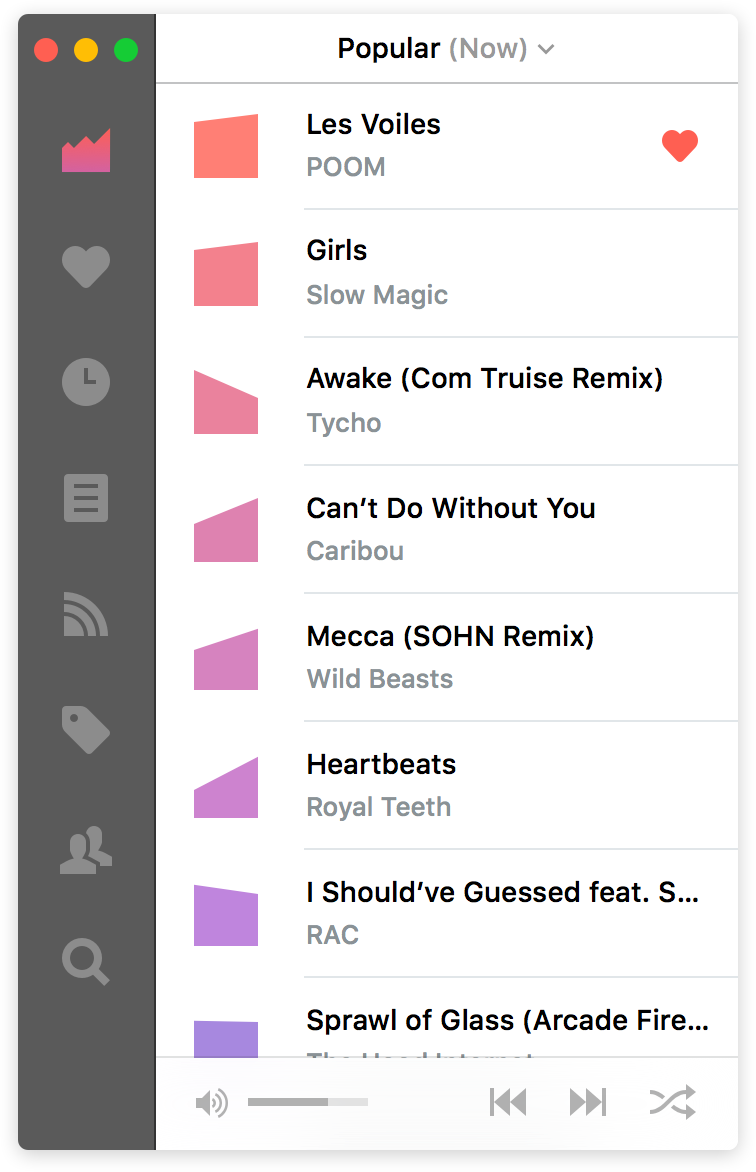 Popular (Now)
Les Voiles
POOM
Girls
Slow Magic
Awake (Com Truise Remix)
Tycho
Can’t Do Without You
Caribou
Mecca (SOHN Remix)
Wild Beasts
Heartbeats
Royal Teeth
I Should’ve Guessed feat. S...
RAC
Sprawl of Glass (Arcade Fire...